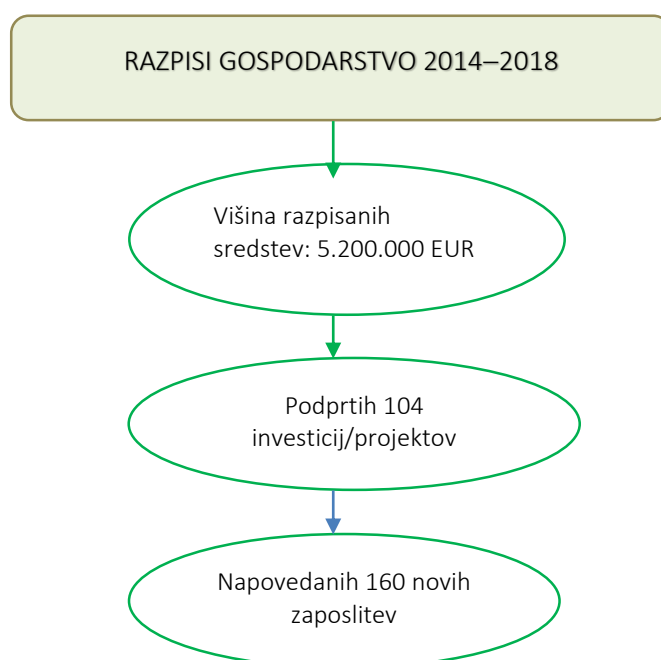 RAZPISI GOSPODARSTVO 2014–2018
Višina razpisanih
sredstev: 5.200.000 EUR
Podprtih 104
investicij/projektov
Napovedanih 160 novih
zaposlitev